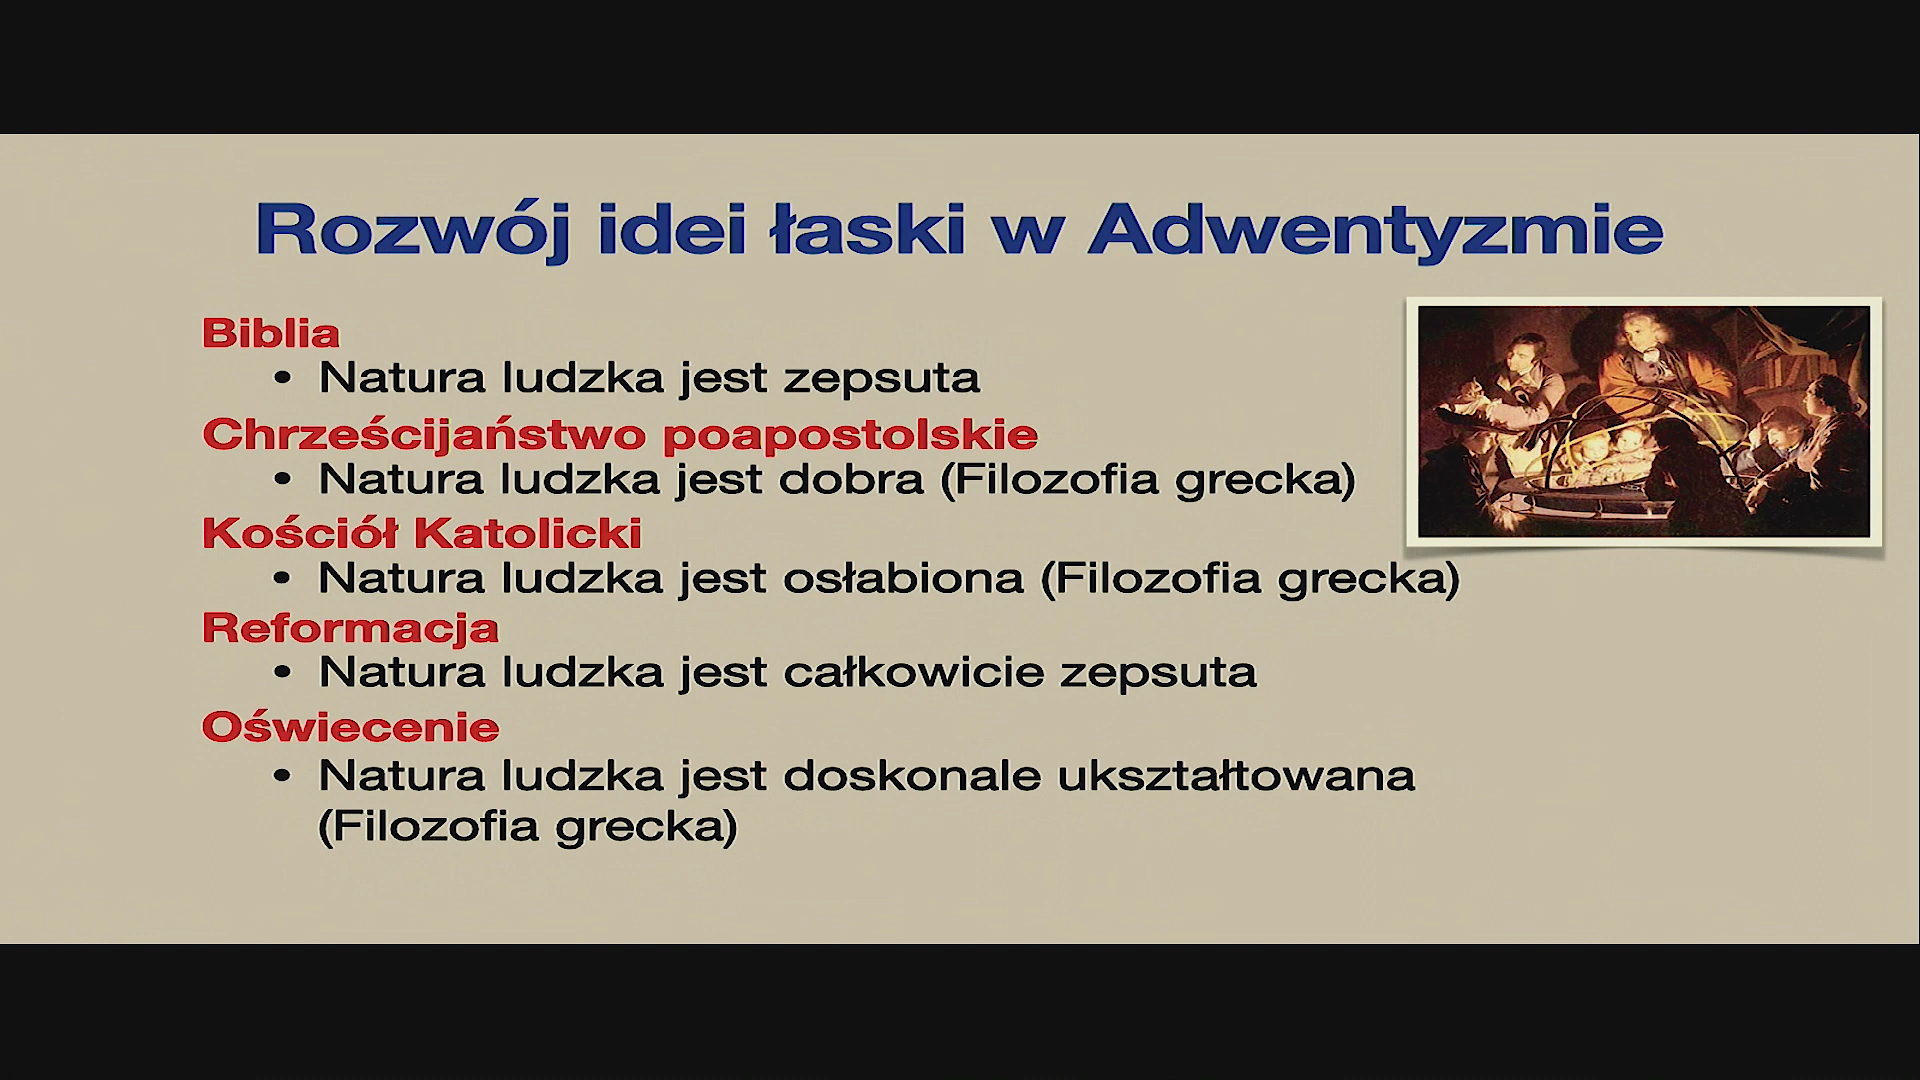 Rozwój idei łaski w Adwentyzmie
Biblia
• Natura ludzka jest zepsuta
Chrześcijaństwo poapostolskie
• Natura ludzka jest dobra (Filozofia grecka)
Kościół Katolicki
• Natura ludzka jest osłabiona (Filozofia grecka)
Reformacja
• Natura ludzka jest całkowicie zepsuta
Oświecenie
• Natura ludzka jest doskonale ukształtowana
(Filozofia grecka)